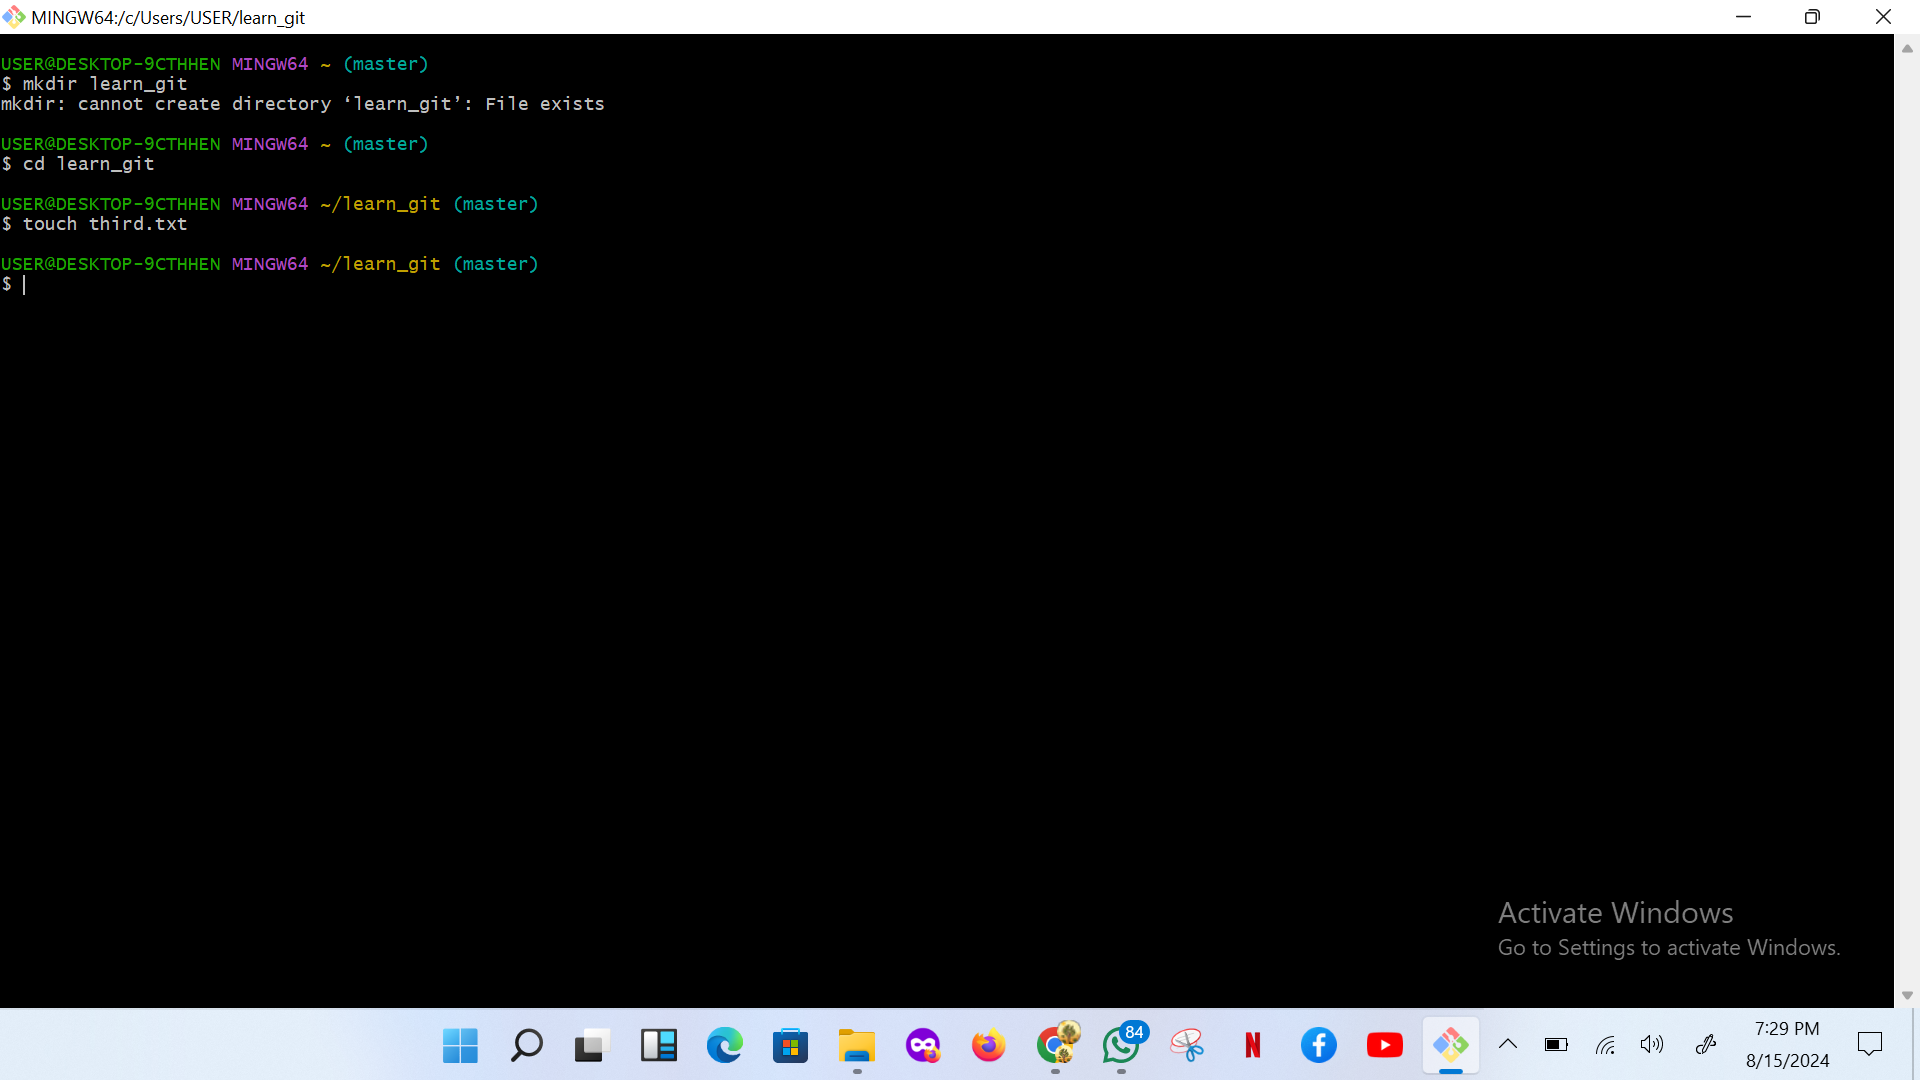 MINGW64:/c/Users/USER/learn_git
USER@DESKTOP-9CTHHEN MINGW64 ~ (master)
$ mkdir learn_git
mkdir: cannot create directory ‘learn_git’: File exists
USER@DESKTOP-9CTHHEN MINGW64 ~ (master)
$ cd learn_git
USER@DESKTOP-9CTHHEN MINGW64 ~/learn_git (master)
$ touch third.txt
USER@DESKTOP-9CTHHEN MINGW64 ~/learn_git (master)
$
Activate Windows
Go to Settings to activate Windows.
84
N
7:29 PM
8/15/2024